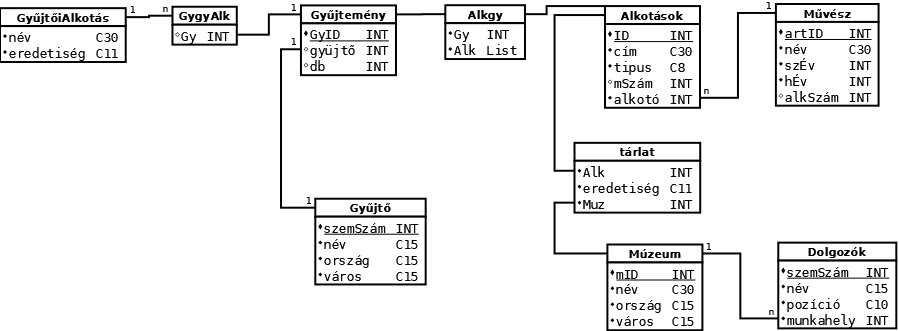 GyűjtőiAlkotás
név C30
eredetiség C11
1
n
GygyAlk
Gy INT
1
1
Gyűjtemény
GyID INT
gyüjtő INT
db INT
Alkgy
Gy INT
Alk List
Alkotások
ID INT
cím C30
tipus C8
mSzám INT
alkotó INT
n
1
Művész
artID INT
név C30
szÉv INT
hÉv INT
alkSzám INT
tárlat
Alk INT
eredetiség C11
Muz INT
1
Gyűjtő
szemSzám INT
név C15
ország C15
város C15
Múzeum
mID INT
név C30
ország C15
város C15
1
n
Dolgozók
szemSzám INT
név C15
pozíció C10
munkahely INT